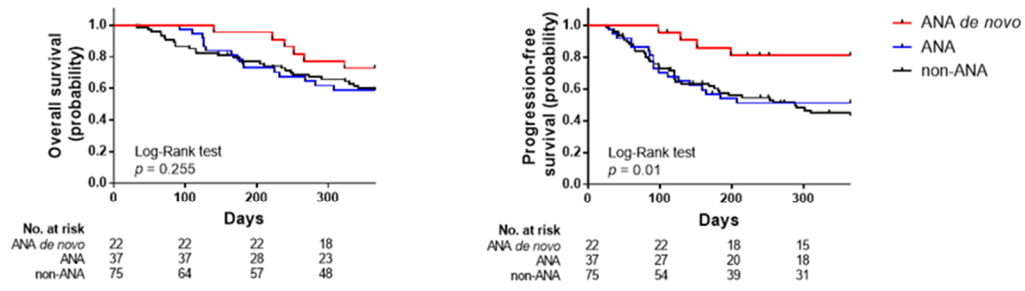 1.0
0.8
0.6
0.4
0.2
0.0
Overall survival
(probability)
Log-Rank test
p = 0.255
0 100 200 300
Days
No. at risk
ANA de novo 22 22 22 18
ANA 37 37 28 23
non-ANA 75 64 57 48
1.0
0.8
0.6
0.4
0.2
0.0
Progression-free
survival (probability)
Log-Rank test
p = 0.01
0 100 200 300
Days
No. at risk
ANA de novo 22 22 18 15
ANA 37 27 20 18
non-ANA 75 54 39 31
ANA de novo
ANA
non-ANA